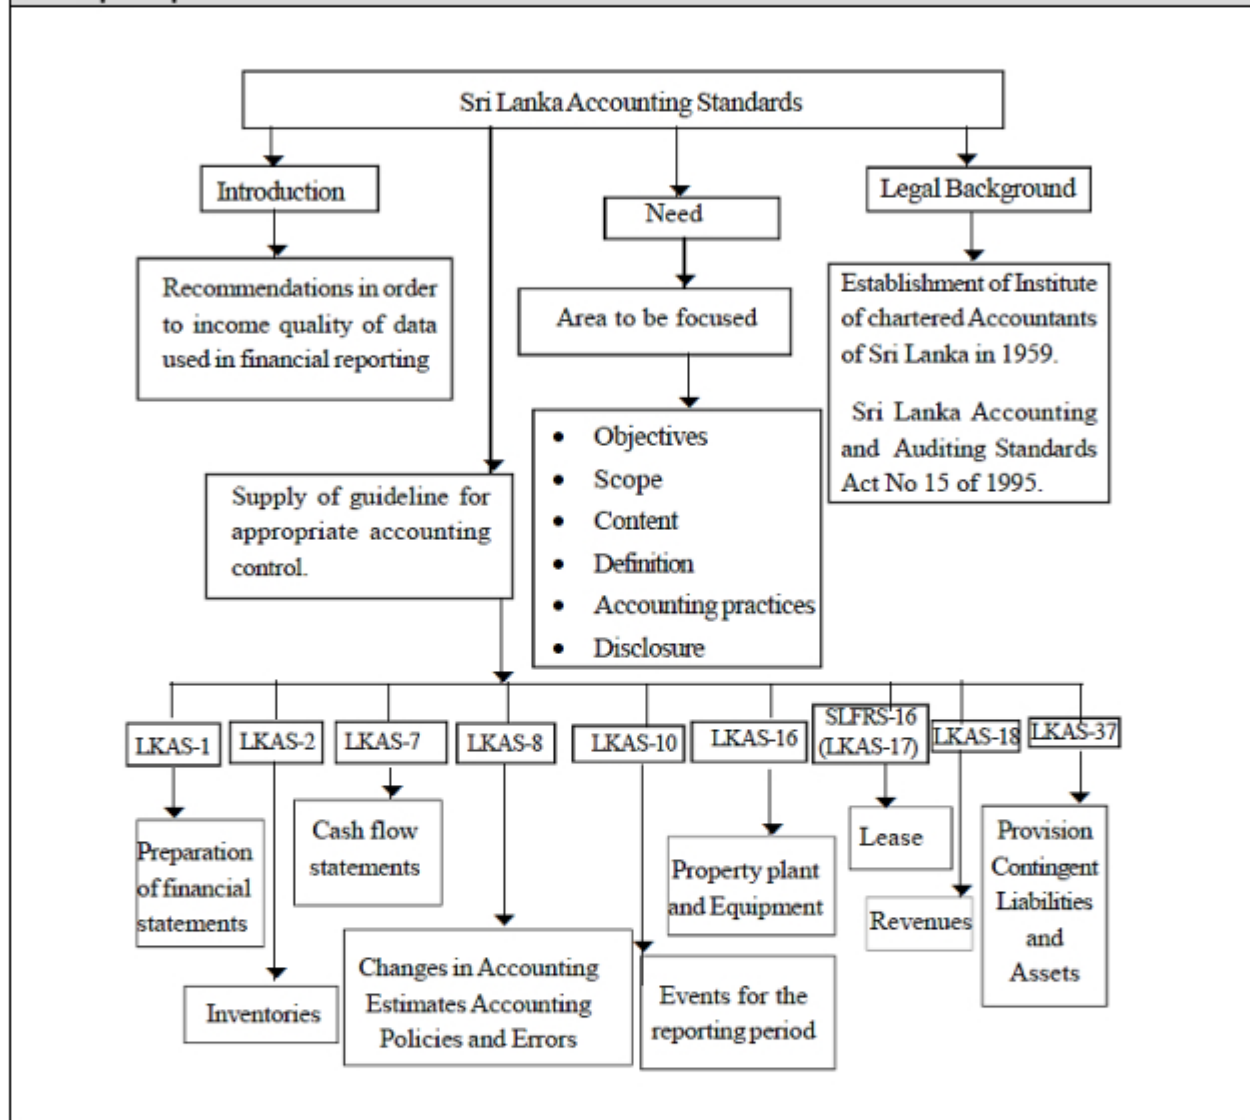 Sri Lanka Accounting Standards
Introduction
Need
Legal Background
Recommendations in order
to income quality of data
used in financial reporting
Area to be focused
Establishment of Institute
of chartered Accountants
of Sri Lanka in 1959.
Sri Lanka Accounting
and Auditing Standards
Act No 15 of 1995.
Supply of guideline for
appropriate accounting
control.
• Objectives
• Scope
• Content
• Definition
• Accounting practices
• Disclosure
LKAS-1
LKAS-2
LKAS-7
LKAS-8
LKAS-10
LKAS-16
SLFRS-16
(LKAS-17)
LKAS-18
LKAS-37
Preparation
of financial
statements
Inventories
Cash flow
statements
Changes in Accounting
Estimates Accounting
Policies and Errors
Events for the
reporting period
Property plant
and Equipment
Lease
Revenues
Provision
Contingent
Liabilities
and
Assets